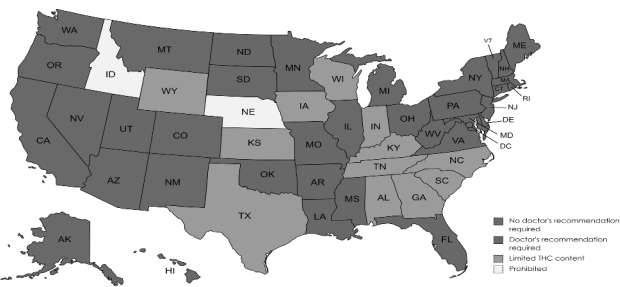 WA
MT
ND
MN
VT
ME
OR
ID
SD
WI
MI
NY
NH
MA
CT
RI
WY
IA
NE
PA
NJ
NV
UT
CO
IL
IN
OH
WV
VA
DE
MD
DC
CA
KS
MO
KY
NC
AZ
NM
OK
AR
TN
SC
TX
LA
MS
AL
GA
FL
AK
HI
No doctor's recommendation
required
Doctor's recommendation
required
Limited THC content
Prohibited